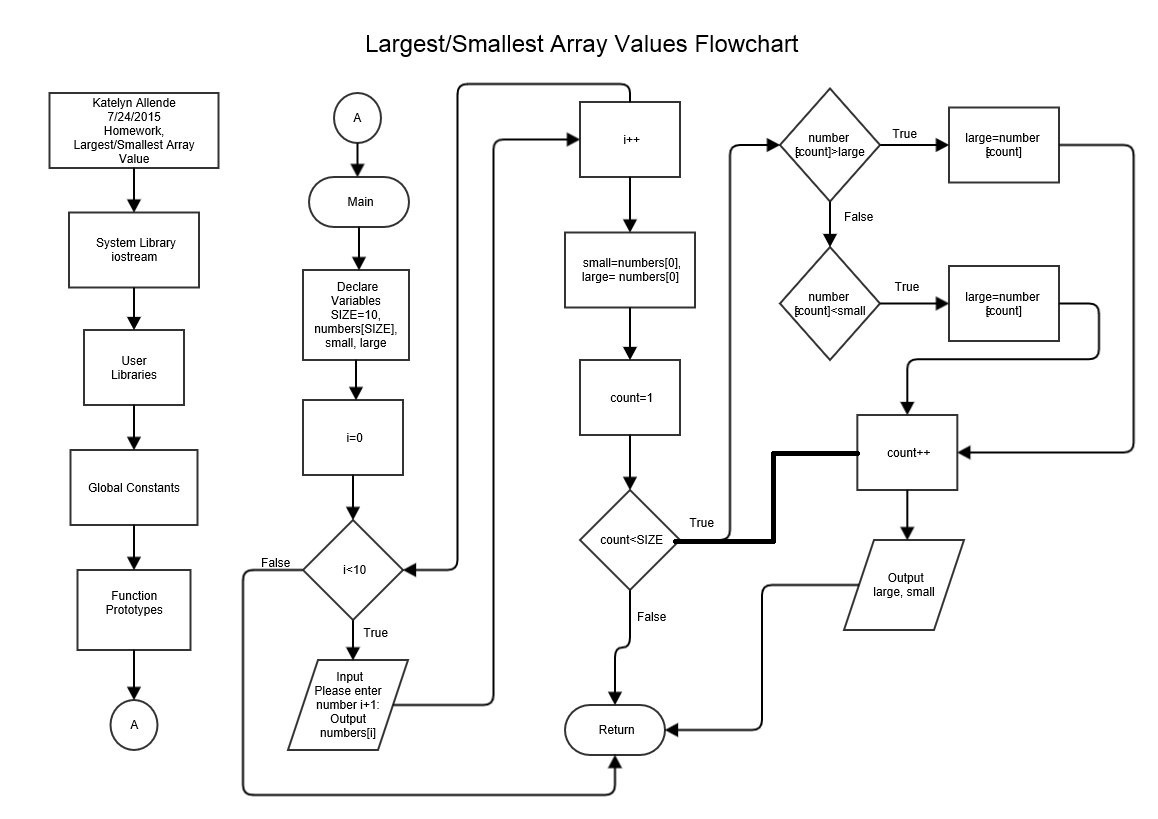 Largest/Smallest Array Values Flowchart
Katelyn Allende
7/24/2015
Homework,
Largest/Smallest Array
Value
System Library
iostream
User
Libraries
Global Constants
Function
Prototypes
A
A
Main
Declare
Variables
SIZE=10,
numbers[SIZE],
small, large
i=0
i<10
False
True
Input
Please enter
number i+1:
Output
numbers[i]
i++
small=numbers[0],
large= numbers[0]
count=1
count<SIZE
True
False
Return
number
[count]>large
True
large=number
[count]
False
number
[count]<small
True
large=number
[count]
count++
Output
large, small